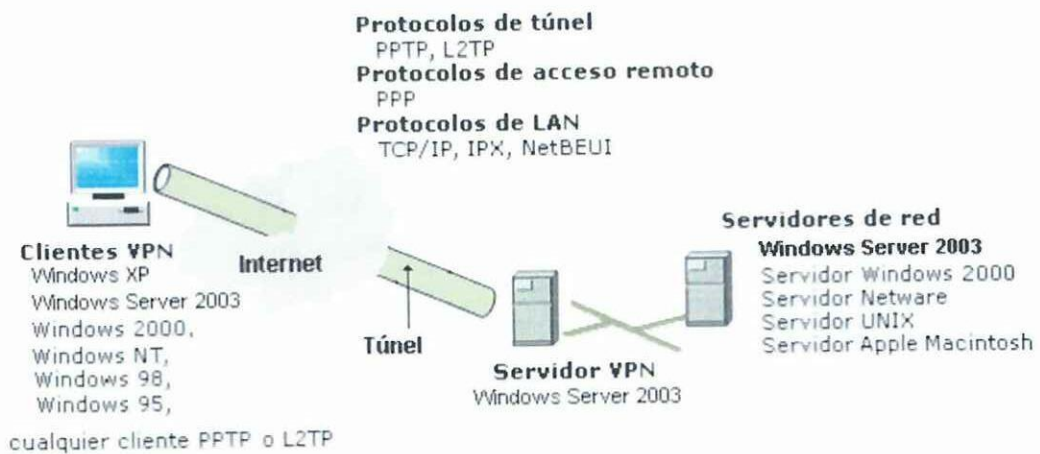 Protocolos de túnel
PPTP, L2TP
Protocolos de acceso remoto
PPP
Protocolos de LAN
TCP/IP, IPX, NetBEUI
Clientes VPN
Windows XP
Windows Server 2003
Windows 2000,
Windows NT,
Windows 98,
Windows 95,
cualquier cliente PPTP o L2TP
Internet
Túnel
Servidor VPN
Windows Server 2003
Servidores de red
Windows Server 2003
Servidor Windows 2000
Servidor Netware
Servidor UNIX
Servidor Apple Macintosh